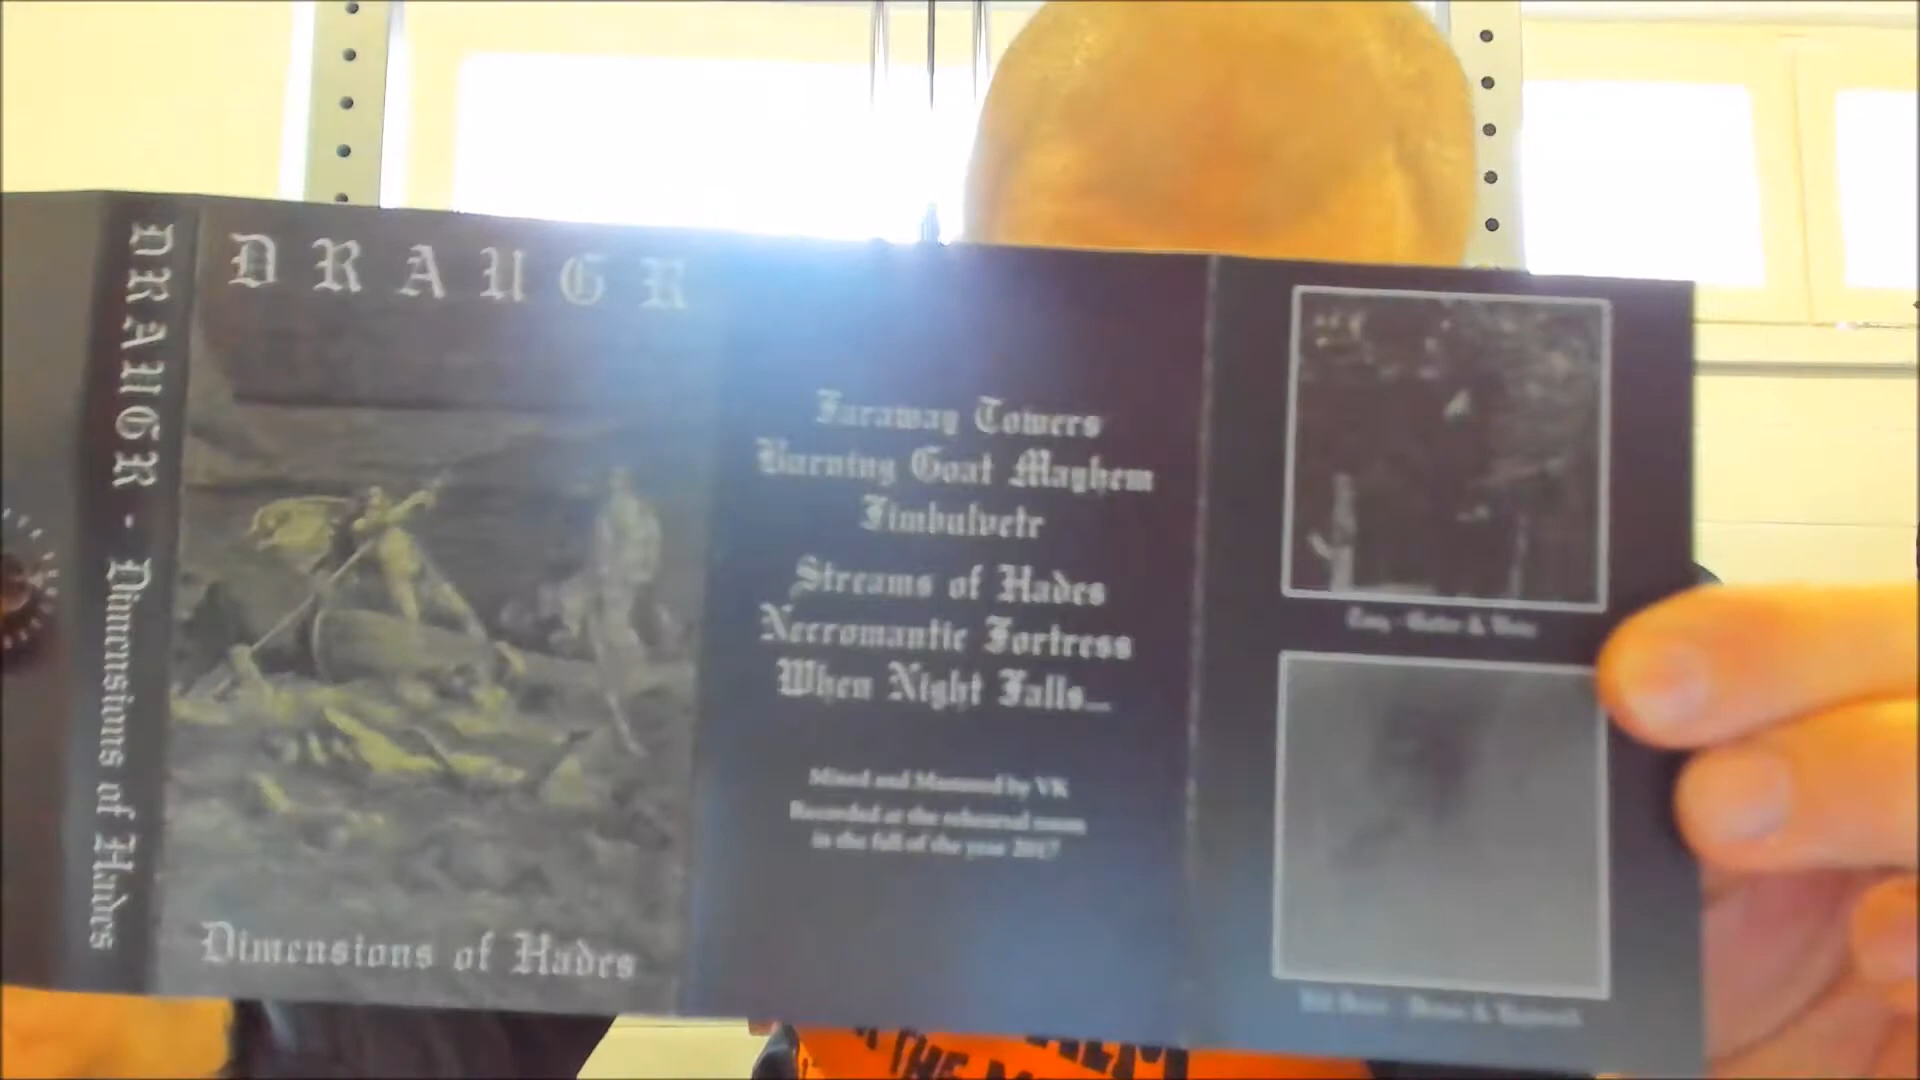 DRAUGR - Dimensions of Hades
DRAUGR
Dimensions of Hades
Faraway Towers
Burning Goat Mayhem
Fimbulvetr
Streams of Hades
Necromantic Fortress
When Night Falls...
Mixed and Mastered by VK
Recorded at the rehearsal room
in the fall of the year 2017
THE